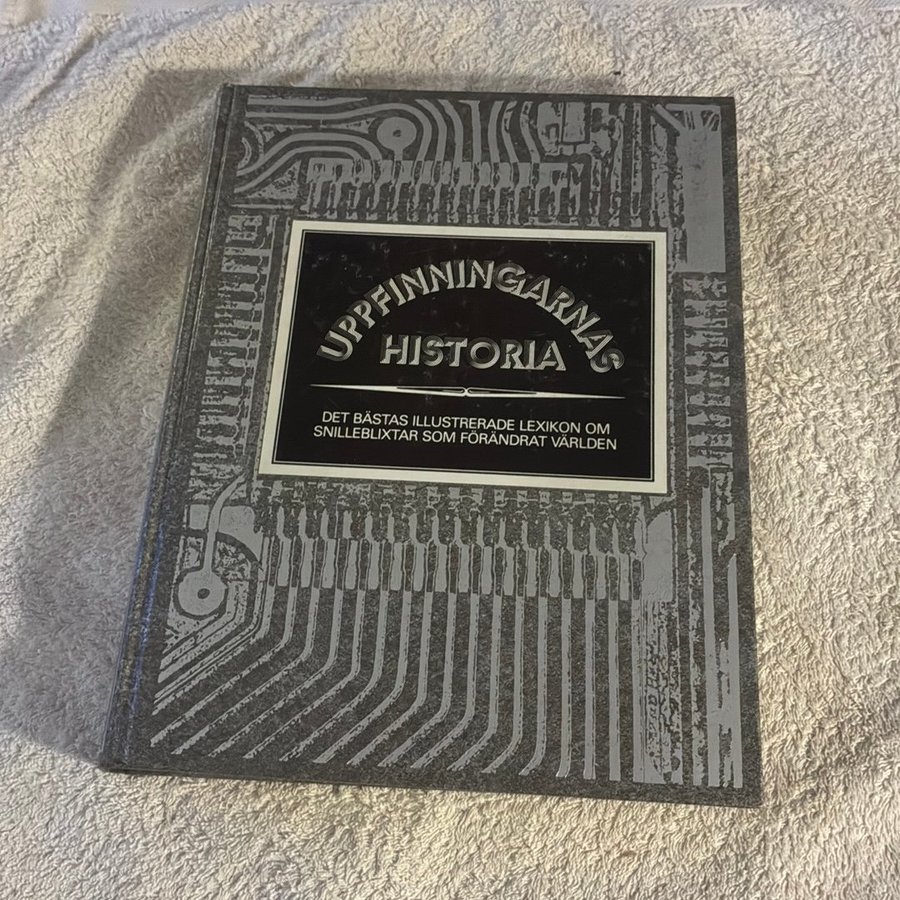 UPPFINNINGARNAS
HISTORIA
DET BÄSTAS ILLUSTRERADE LEXIKON OM
SNILLEBLIXTAR SOM FÖRÄNDRAT VÄRLDEN